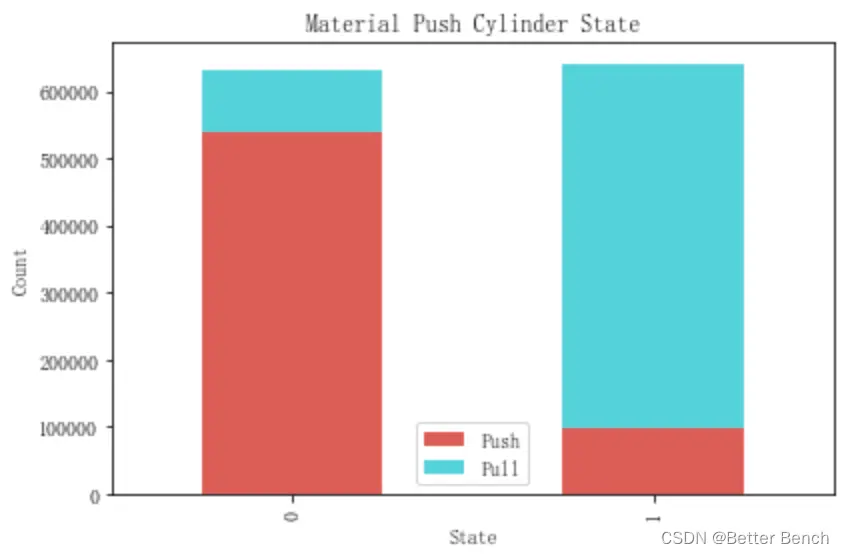 Material Push Cylinder State
600000
500000
400000
300000
200000
100000
0
Count
Push
Pull
0
1
State
CSDN @Better Bench